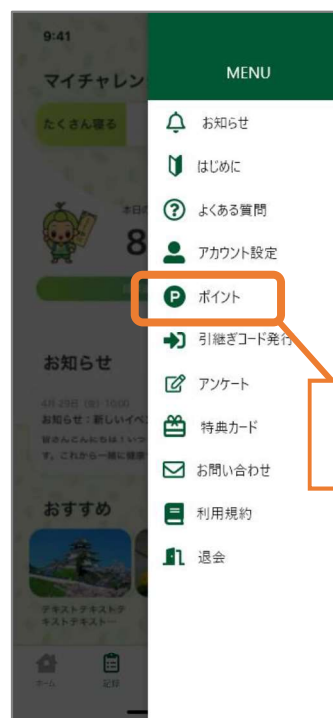 9:41
マイチャレン
たくさん寝る
本日の
8
お知らせ
4月29日 (金) 10:00
お知らせ：新しいイベ
皆さんこんにちは！いつ
す。これから一緒に健康
おすすめ
テキストテキストテ
キストテキスト…
ホーム
記録
MENU
お知らせ
はじめに
よくある質問
アカウント設定
P ポイント
引継ぎコード発行
アンケート
特典カード
お問い合わせ
利用規約
退会